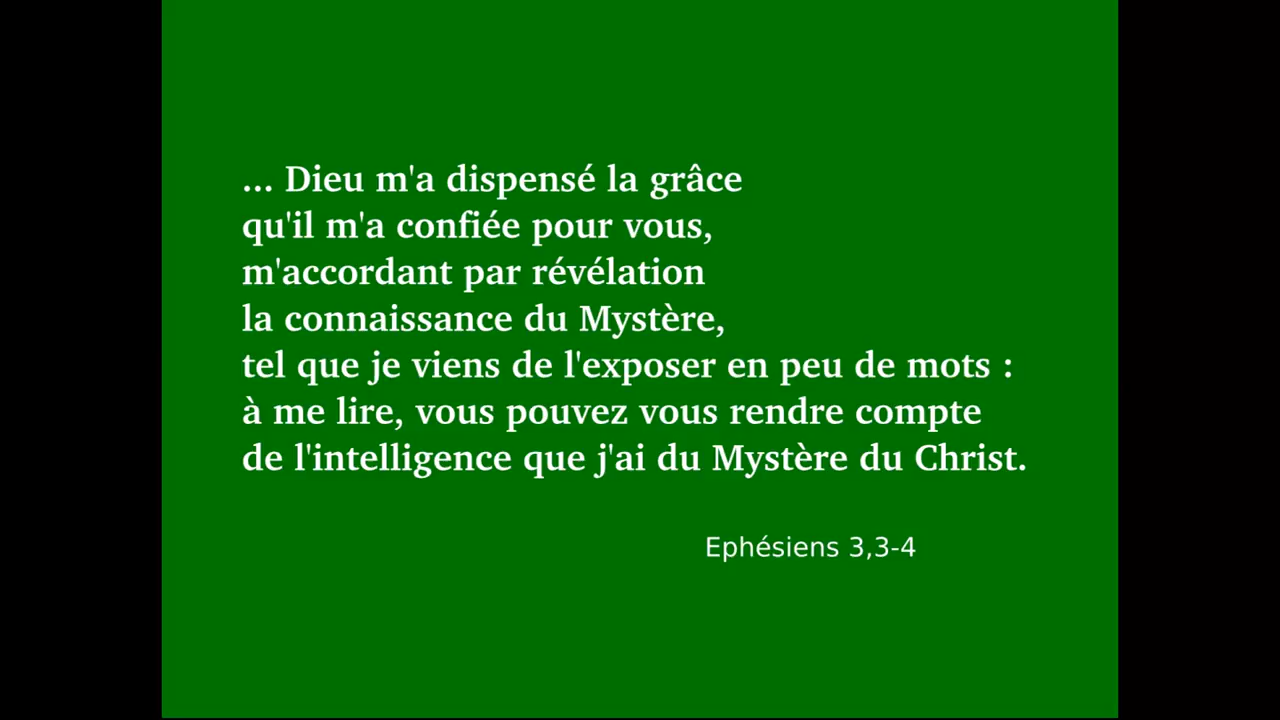 ... Dieu m'a dispensé la grâce
qu'il m'a confiée pour vous,
m'accordant par révélation
la connaissance du Mystère,
tel que je viens de l'exposer en peu de mots :
à me lire, vous pouvez vous rendre compte
de l'intelligence que j'ai du Mystère du Christ.
Ephésiens 3,3-4